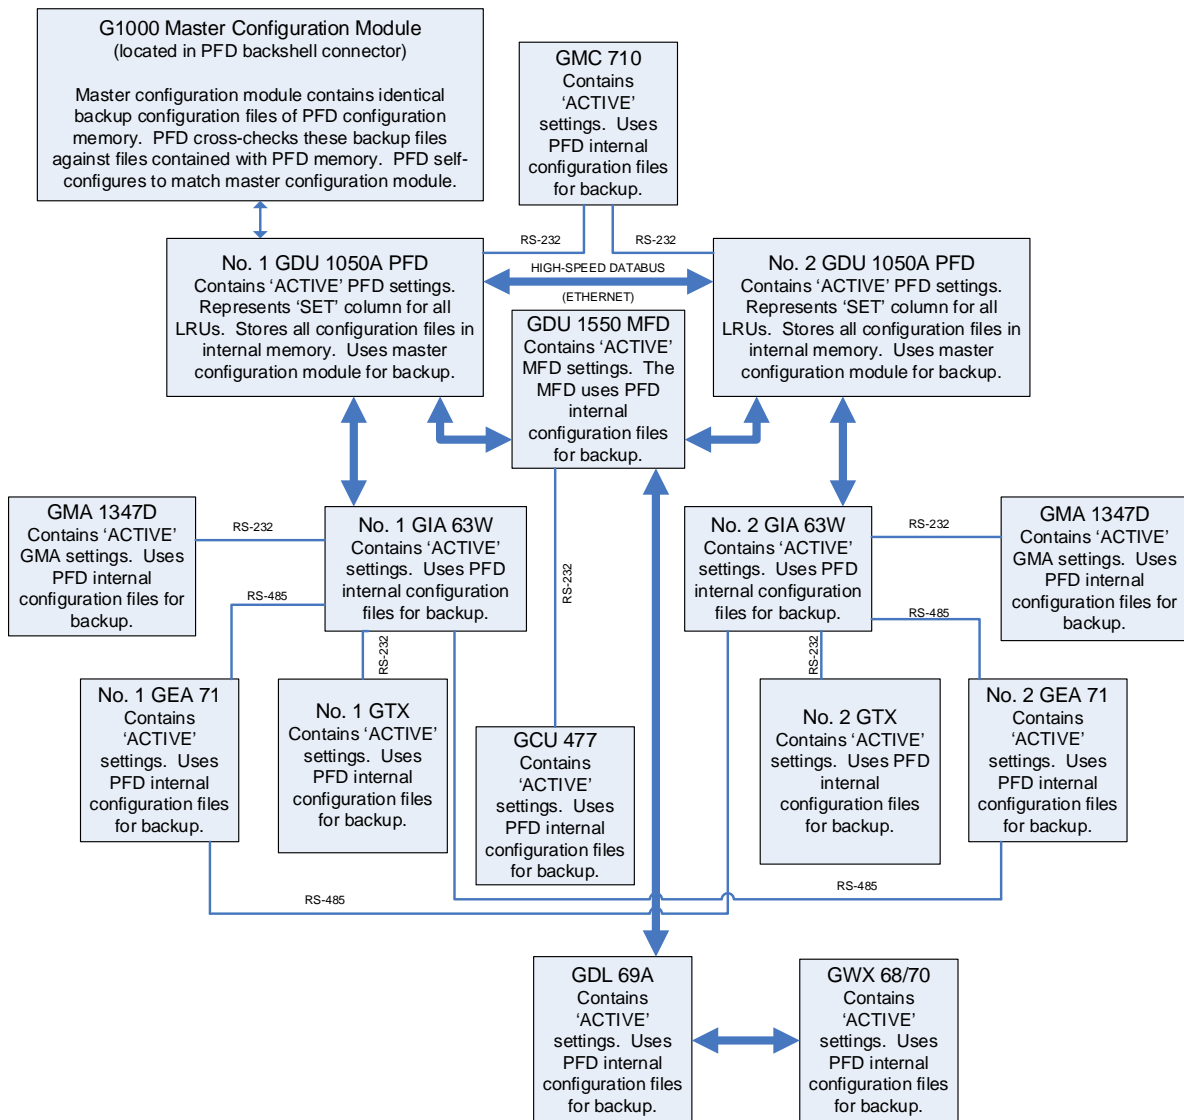 G1000 Master Configuration Module
(located in PFD backshell connector)
Master configuration module contains identical
backup configuration files of PFD configuration
memory. PFD cross-checks these backup files
against files contained with PFD memory. PFD self-
configures to match master configuration module.
GMC 710
Contains
‘ACTIVE’
settings. Uses
PFD internal
configuration files
for backup.
RS-232
RS-232
No. 1 GDU 1050A PFD
Contains ‘ACTIVE’ PFD settings.
Represents ‘SET’ column for all
LRUs. Stores all configuration files in
internal memory. Uses master
configuration module for backup.
HIGH-SPEED DATABUS
(ETHERNET)
No. 2 GDU 1050A PFD
Contains ‘ACTIVE’ PFD settings.
Represents ‘SET’ column for all
LRUs. Stores all configuration files in
internal memory. Uses master
configuration module for backup.
GDU 1550 MFD
Contains ‘ACTIVE’
MFD settings. The
MFD uses PFD
internal
configuration files
for backup.
GMA 1347D
Contains ‘ACTIVE’
GMA settings. Uses
PFD internal
configuration files for
backup.
RS-232
No. 1 GIA 63W
Contains ‘ACTIVE’
settings. Uses PFD
internal configuration
files for backup.
RS-232
No. 2 GIA 63W
Contains ‘ACTIVE’
settings. Uses PFD
internal configuration
files for backup.
RS-232
GMA 1347D
Contains ‘ACTIVE’
GMA settings. Uses
PFD internal
configuration files for
backup.
RS-485
RS-232
RS-232
RS-485
No. 1 GEA 71
Contains
‘ACTIVE’
settings. Uses
PFD internal
configuration files
for backup.
No. 1 GTX
Contains ‘ACTIVE’
settings. Uses
PFD internal
configuration files
for backup.
GCU 477
Contains
‘ACTIVE’
settings. Uses
PFD internal
configuration files
for backup.
No. 2 GTX
Contains ‘ACTIVE’
settings. Uses PFD
internal
configuration files
for backup.
No. 2 GEA 71
Contains
‘ACTIVE’
settings. Uses
PFD internal
configuration files
for backup.
RS-485
RS-485
GDL 69A
Contains
‘ACTIVE’
settings. Uses
PFD internal
configuration files
for backup.
GWX 68/70
Contains
‘ACTIVE’
settings. Uses
PFD internal
configuration files
for backup.